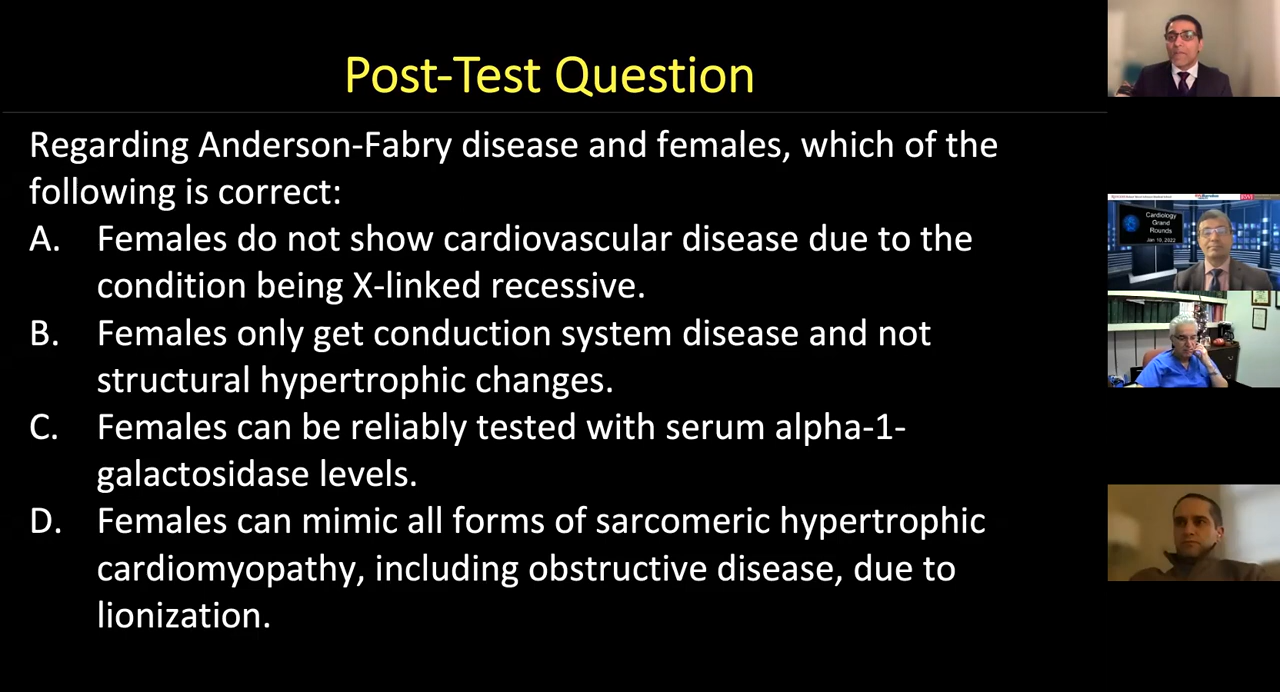 Post-Test Question
Regarding Anderson-Fabry disease and females, which of the
following is correct:
A. Females do not show cardiovascular disease due to the
condition being X-linked recessive.
B. Females only get conduction system disease and not
structural hypertrophic changes.
C. Females can be reliably tested with serum alpha-1-
galactosidase levels.
D. Females can mimic all forms of sarcomeric hypertrophic
cardiomyopathy, including obstructive disease, due to
lionization.
Cardiology
Grand
Rounds
Jan 10, 2022